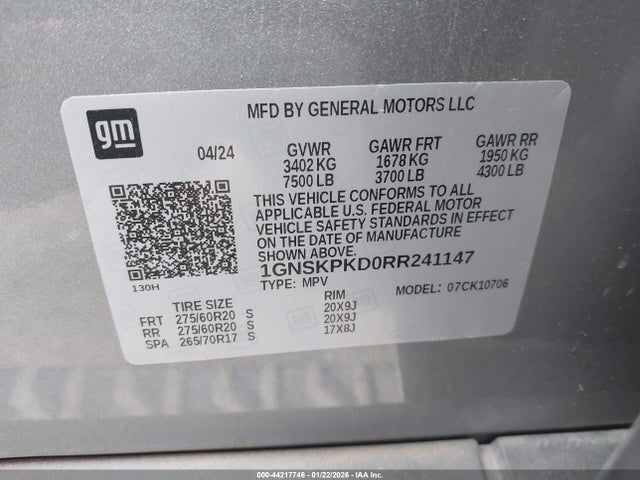 gm
MFD BY GENERAL MOTORS LLC
04/24 GVWR GAWR FRT GAWR RR
3402 KG 1678 KG 1950 KG
7500 LB 3700 LB 4300 LB
THIS VEHICLE CONFORMS TO ALL
APPLICABLE U.S. FEDERAL MOTOR
VEHICLE SAFETY STANDARDS IN EFFECT
ON THE DATE OF MANUFACTURE
SHOWN ABOVE.
1GNSKPKD0RR241147
TYPE: MPV MODEL: 07CK10706
130H
TIRE SIZE RIM
FRT 275/60R20 S 20X9J
RR 275/60R20 S 20X9J
SPA 265/70R17 S 17X8J
000-44217746 - 01/22/2026 - IAA Inc.